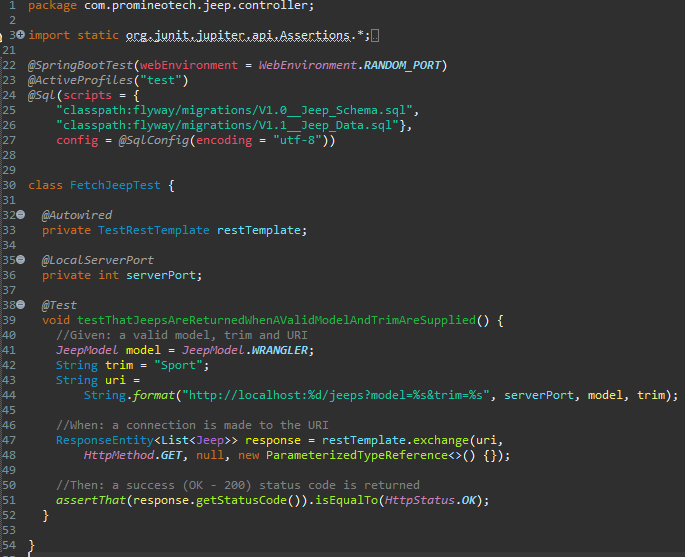 1 package com.promineotech.jeep.controller;
2
3 import static org.junit.jupiter.api.Assertions.*;
21
22 @SpringBootTest(webEnvironment = WebEnvironment.RANDOM_PORT)
23 @ActiveProfiles("test")
24 @Sql(scripts = {
25     "classpath:flyway/migrations/V1.0__Jeep_Schema.sql",
26     "classpath:flyway/migrations/V1.1__Jeep_Data.sql"},
27     config = @SqlConfig(encoding = "utf-8"))
28
29
30 class FetchJeepTest {
31
32   @Autowired
33   private TestRestTemplate restTemplate;
34
35   @LocalServerPort
36   private int serverPort;
37
38   @Test
39   void testThatJeepsAreReturnedWhenAValidModelAndTrimAreSupplied() {
40     //Given: a valid model, trim and URI
41     JeepModel model = JeepModel.WRANGLER;
42     String trim = "Sport";
43     String uri =
44         String.format("http://localhost:%d/jeeps?model=%s&trim=%s", serverPort, model, trim);
45
46     //When: a connection is made to the URI
47     ResponseEntity<List<Jeep>> response = restTemplate.exchange(uri,
48         HttpMethod.GET, null, new ParameterizedTypeReference<>() {});
49
50     //Then: a success (OK - 200) status code is returned
51     assertThat(response.getStatusCode()).isEqualTo(HttpStatus.OK);
52   }
53
54 }